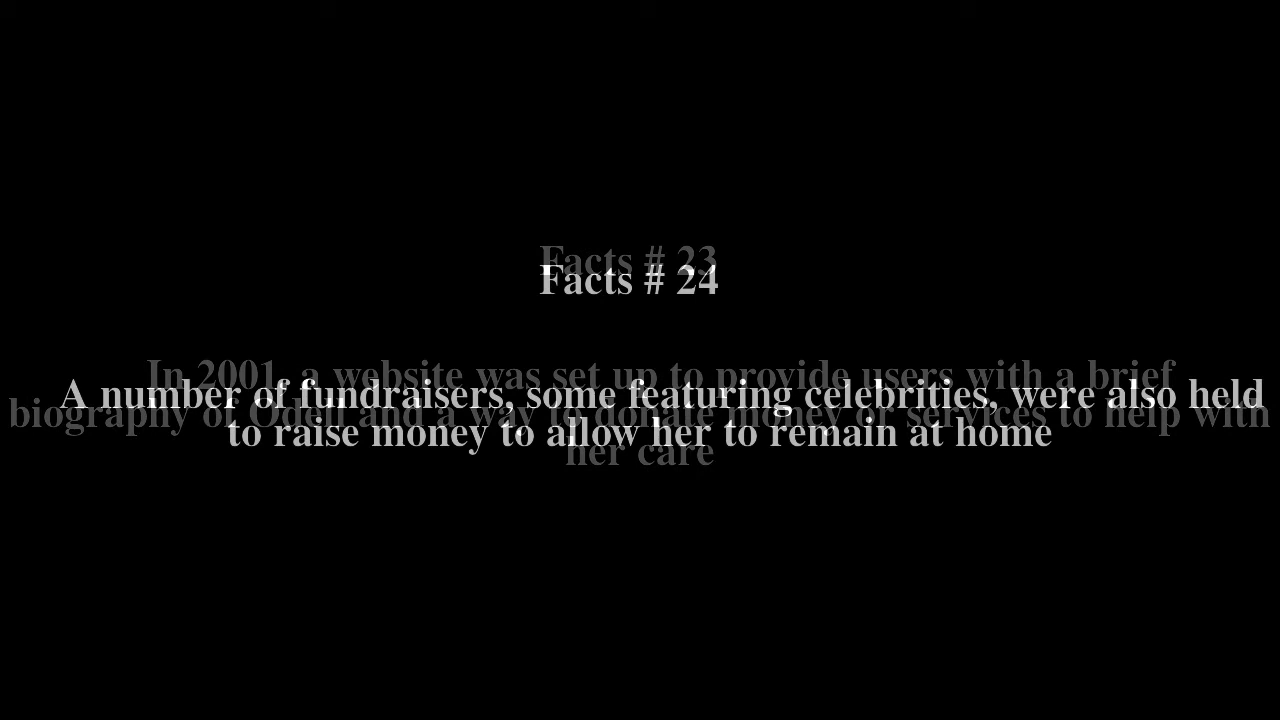 Facts # 23
Facts # 24
In 2001, a website was set up to provide users with a brief
A number of fundraisers, some featuring celebrities, were also held
biography of Odell and a way to donate money or services to help with
to raise money to allow her to remain at home
her care